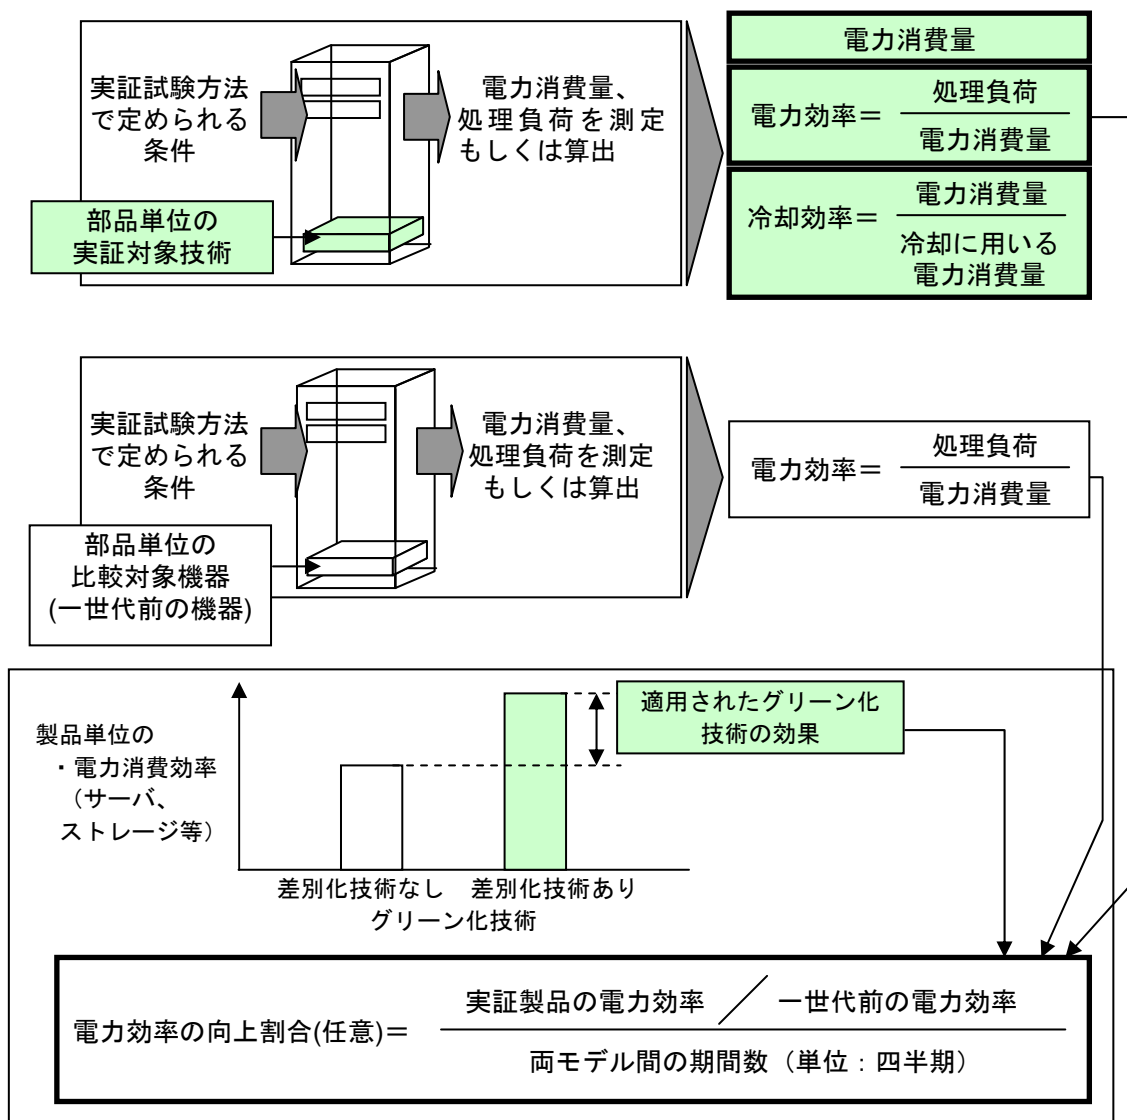 実証試験方法
で定められる
条件
部品単位の
実証対象技術
電力消費量、
処理負荷を測定
もしくは算出
電力消費量
電力効率＝
処理負荷
電力消費量
冷却効率＝
電力消費量
冷却に用いる
電力消費量
実証試験方法
で定められる
条件
部品単位の
比較対象機器
(一世代前の機器)
電力消費量、
処理負荷を測定
もしくは算出
電力効率＝
処理負荷
電力消費量
製品単位の
・電力消費効率
（サーバ、
ストレージ等）
適用されたグリーン化
技術の効果
差別化技術なし　差別化技術あり
グリーン化技術
電力効率の向上割合(任意)＝
実証製品の電力効率 ／ 一世代前の電力効率
両モデル間の期間数（単位：四半期）